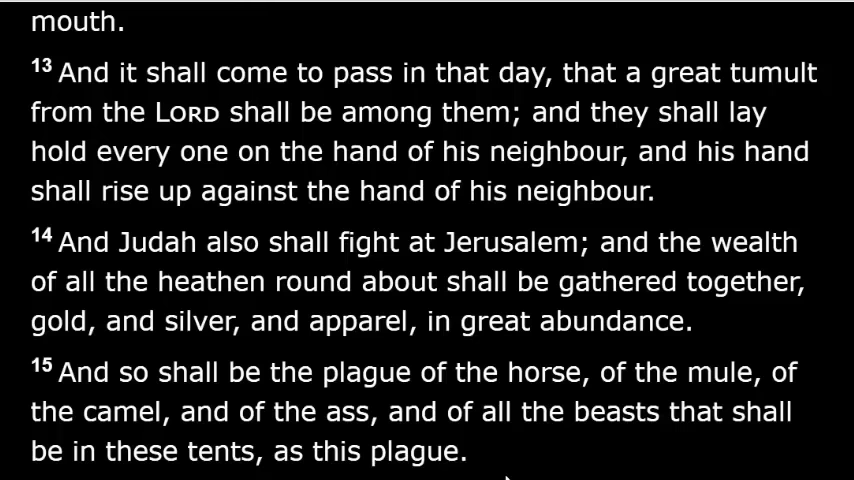 mouth.
13 And it shall come to pass in that day, that a great tumult
from the LORD shall be among them; and they shall lay
hold every one on the hand of his neighbour, and his hand
shall rise up against the hand of his neighbour.
14 And Judah also shall fight at Jerusalem; and the wealth
of all the heathen round about shall be gathered together,
gold, and silver, and apparel, in great abundance.
15 And so shall be the plague of the horse, of the mule, of
the camel, and of the ass, and of all the beasts that shall
be in these tents, as this plague.